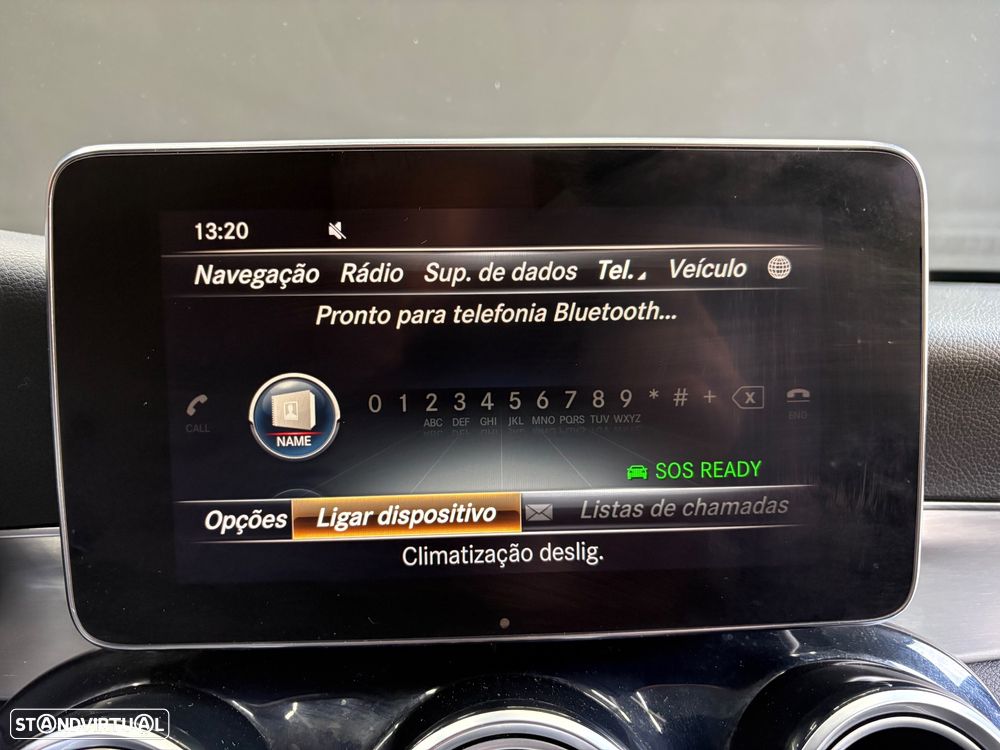 13:20
Navegação Rádio Sup. de dados Tel. Veículo
Pronto para telefonia Bluetooth...
CALL
NAME
0 1 2 3 4 5 6 7 8 9 * # + X
ABC DEF GHI JKL MNO PQRS TUV WXYZ
END
SOS READY
Opções Ligar dispositivo Listas de chamadas
Climatização deslig.
STANDVIRTUAL